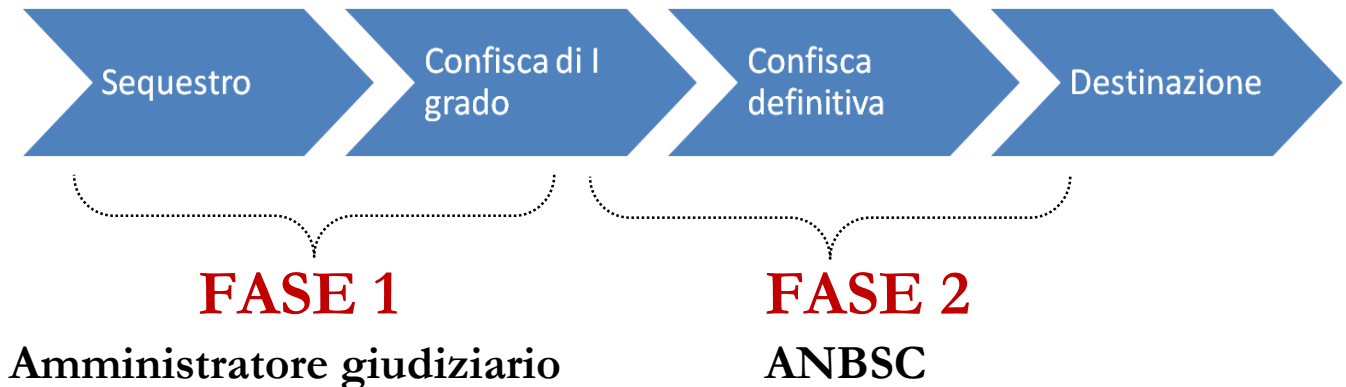 Sequestro
Confisca di I
grado
Confisca
definitiva
Destinazione
FASE 1
Amministratore giudiziario
FASE 2
ANBSC